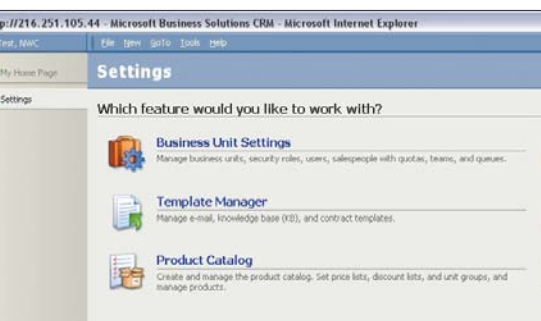 p://216.251.105.44 - Microsoft Business Solutions CRM - Microsoft Internet Explorer
Test, NWC File New GoTo Tools Help
My Home Page
Settings
Settings
Which feature would you like to work with?
Business Unit Settings
Manage business units, security roles, users, salespeople with quotas, teams, and queues.
Template Manager
Manage e-mail, knowledge base (KB), and contract templates.
Product Catalog
Create and manage the product catalog. Set price lists, discount lists, and unit groups, and
manage products.